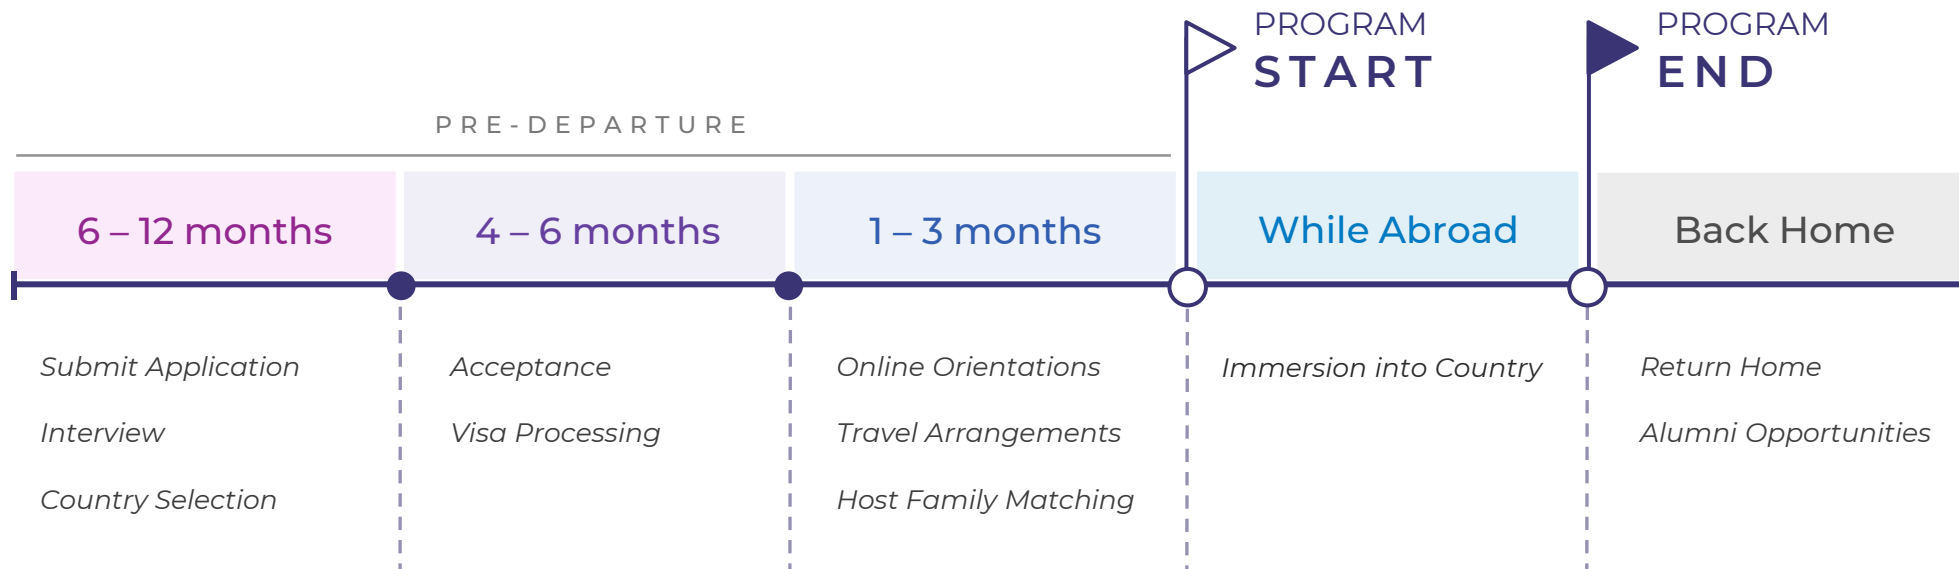 PROGRAM
START
PROGRAM
END
PRE-DEPARTURE
6 – 12 months
4 – 6 months
1 – 3 months
While Abroad
Back Home
Submit Application
Interview
Country Selection
Acceptance
Visa Processing
Online Orientations
Travel Arrangements
Host Family Matching
Immersion into Country
Return Home
Alumni Opportunities